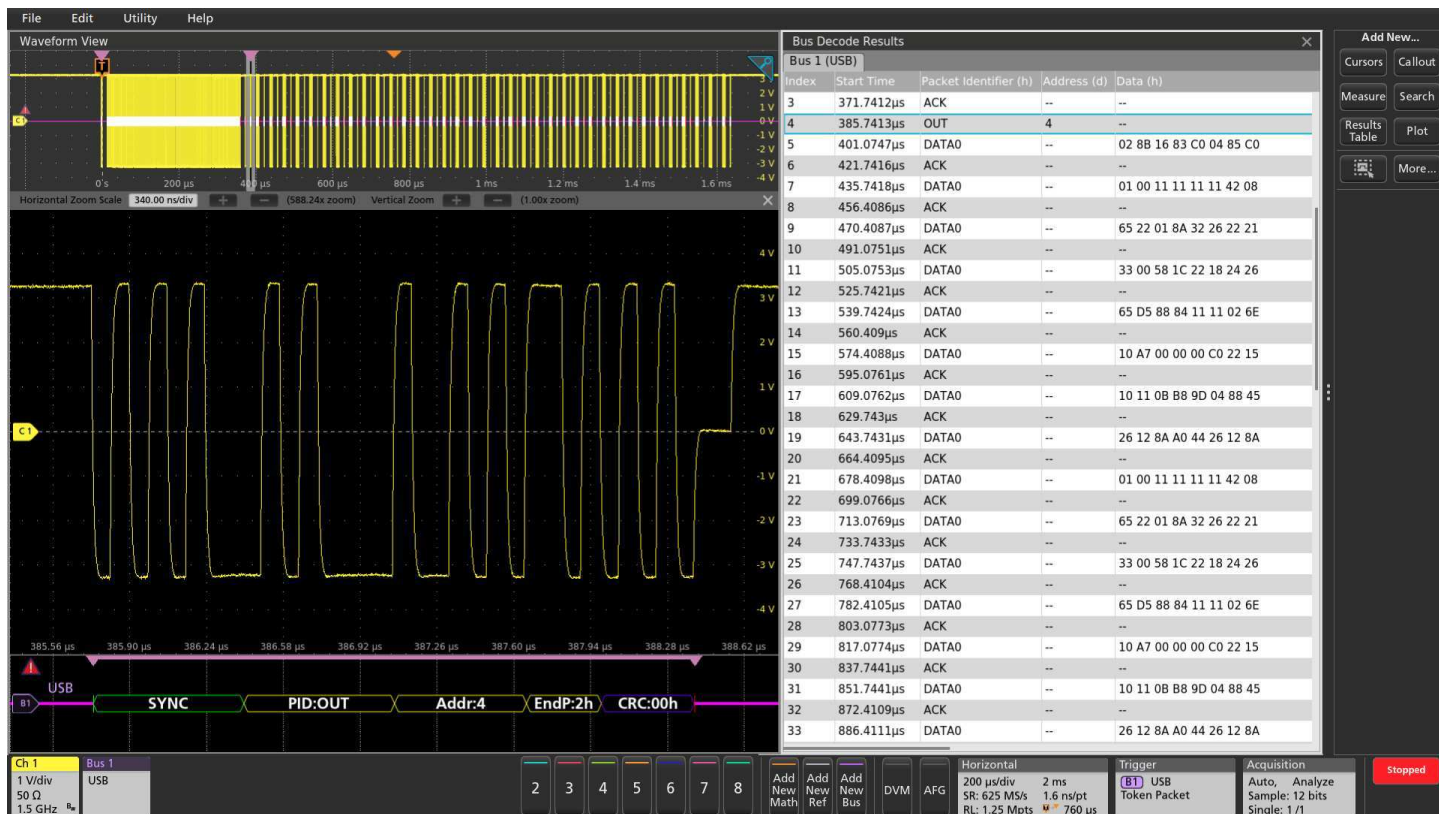 File Edit Utility Help
Waveform View
T
3 V
2 V
1 V
0 V
-1 V
-2 V
-3 V
-4 V
C1
0 s 200 µs 400 µs 600 µs 800 µs 1 ms 1.2 ms 1.4 ms 1.6 ms
Horizontal Zoom Scale 340.00 ns/div + − (588.24x zoom) Vertical Zoom + − (1.00x zoom)
4 V
3 V
2 V
1 V
C1 0 V
-1 V
-2 V
-3 V
-4 V
385.56 µs 385.90 µs 386.24 µs 386.58 µs 386.92 µs 387.26 µs 387.60 µs 387.94 µs 388.28 µs 388.62 µs
USB
B1 SYNC PID:OUT Addr:4 EndP:2h CRC:00h
Bus Decode Results
Bus 1 (USB)
Index Start Time Packet Identifier (h) Address (d) Data (h)
3 371.7412µs ACK -- --
4 385.7413µs OUT 4 --
5 401.0747µs DATA0 -- 02 8B 16 83 C0 04 85 C0
6 421.7416µs ACK -- --
7 435.7418µs DATA0 -- 01 00 11 11 11 11 42 08
8 456.4086µs ACK -- --
9 470.4087µs DATA0 -- 65 22 01 8A 32 26 22 21
10 491.0751µs ACK -- --
11 505.0753µs DATA0 -- 33 00 58 1C 22 18 24 26
12 525.7421µs ACK -- --
13 539.7424µs DATA0 -- 65 D5 88 84 11 11 02 6E
14 560.409µs ACK -- --
15 574.4088µs DATA0 -- 10 A7 00 00 00 C0 22 15
16 595.0761µs ACK -- --
17 609.0762µs DATA0 -- 10 11 0B B8 9D 04 88 45
18 629.743µs ACK -- --
19 643.7431µs DATA0 -- 26 12 8A A0 44 26 12 8A
20 664.4095µs ACK -- --
21 678.4098µs DATA0 -- 01 00 11 11 11 11 42 08
22 699.0766µs ACK -- --
23 713.0769µs DATA0 -- 65 22 01 8A 32 26 22 21
24 733.7433µs ACK -- --
25 747.7437µs DATA0 -- 33 00 58 1C 22 18 24 26
26 768.4104µs ACK -- --
27 782.4105µs DATA0 -- 65 D5 88 84 11 11 02 6E
28 803.0773µs ACK -- --
29 817.0774µs DATA0 -- 10 A7 00 00 00 C0 22 15
30 837.7441µs ACK -- --
31 851.7441µs DATA0 -- 10 11 0B B8 9D 04 88 45
32 872.4109µs ACK -- --
33 886.4111µs DATA0 -- 26 12 8A A0 44 26 12 8A
Add New...
Cursors Callout
Measure Search
Results Plot
Table
More...
Ch 1
1 V/div
50 Ω
1.5 GHz
Bus 1
USB
2 3 4 5 6 7 8
Add New Math
Add New Ref
Add New Bus
DVM AFG
Horizontal
200 µs/div 2 ms
SR: 625 MS/s 1.6 ns/pt
RL: 1.25 Mpts 760 µs
Trigger
B1 USB
Token Packet
Acquisition
Auto, Analyze
Sample: 12 bits
Single: 1 /1
Stopped